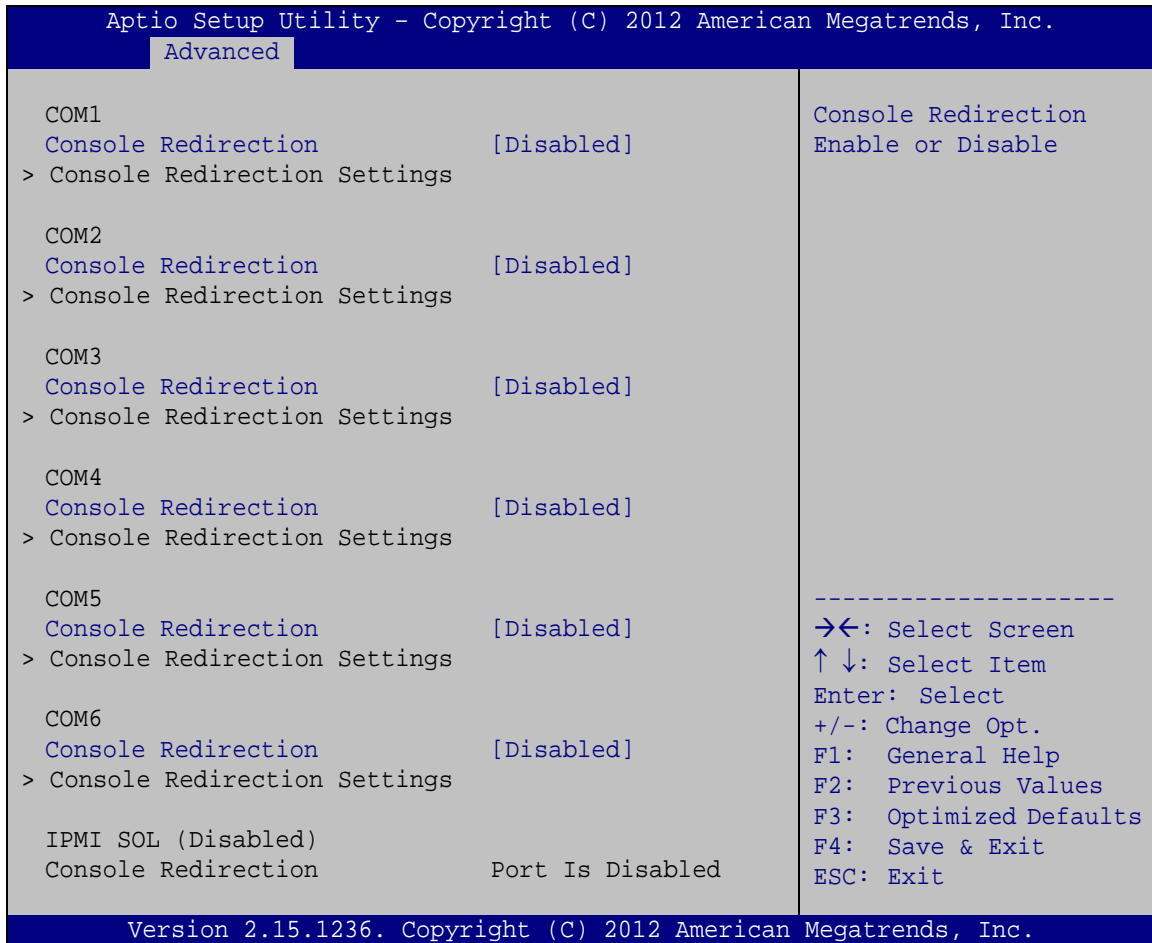 Aptio Setup Utility – Copyright (C) 2012 American Megatrends, Inc.
Advanced
COM1
Console Redirection [Disabled]
> Console Redirection Settings
COM2
Console Redirection [Disabled]
> Console Redirection Settings
COM3
Console Redirection [Disabled]
> Console Redirection Settings
COM4
Console Redirection [Disabled]
> Console Redirection Settings
COM5
Console Redirection [Disabled]
> Console Redirection Settings
COM6
Console Redirection [Disabled]
> Console Redirection Settings
IPMI SOL (Disabled)
Console Redirection Port Is Disabled
Console Redirection
Enable or Disable
---------------------
→←: Select Screen
↑ ↓: Select Item
Enter: Select
+/-: Change Opt.
F1: General Help
F2: Previous Values
F3: Optimized Defaults
F4: Save & Exit
ESC: Exit
Version 2.15.1236. Copyright (C) 2012 American Megatrends, Inc.